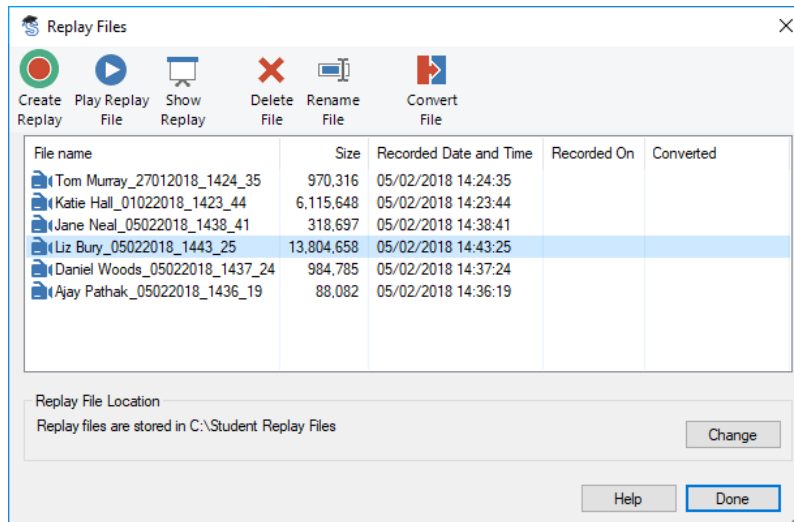 Replay Files
Create Replay
Play Replay File
Show Replay
Delete File
Rename File
Convert File
File name Size Recorded Date and Time Recorded On Converted
Tom Murray_27012018_1424_35 970,316 05/02/2018 14:24:35
Katie Hall_01022018_1423_44 6,115,648 05/02/2018 14:23:44
Jane Neal_05022018_1438_41 318,697 05/02/2018 14:38:41
Liz Bury_05022018_1443_25 13,804,658 05/02/2018 14:43:25
Daniel Woods_05022018_1437_24 984,785 05/02/2018 14:37:24
Ajay Pathak_05022018_1436_19 88,082 05/02/2018 14:36:19
Replay File Location
Replay files are stored in C:\Student Replay Files
Change
Help Done